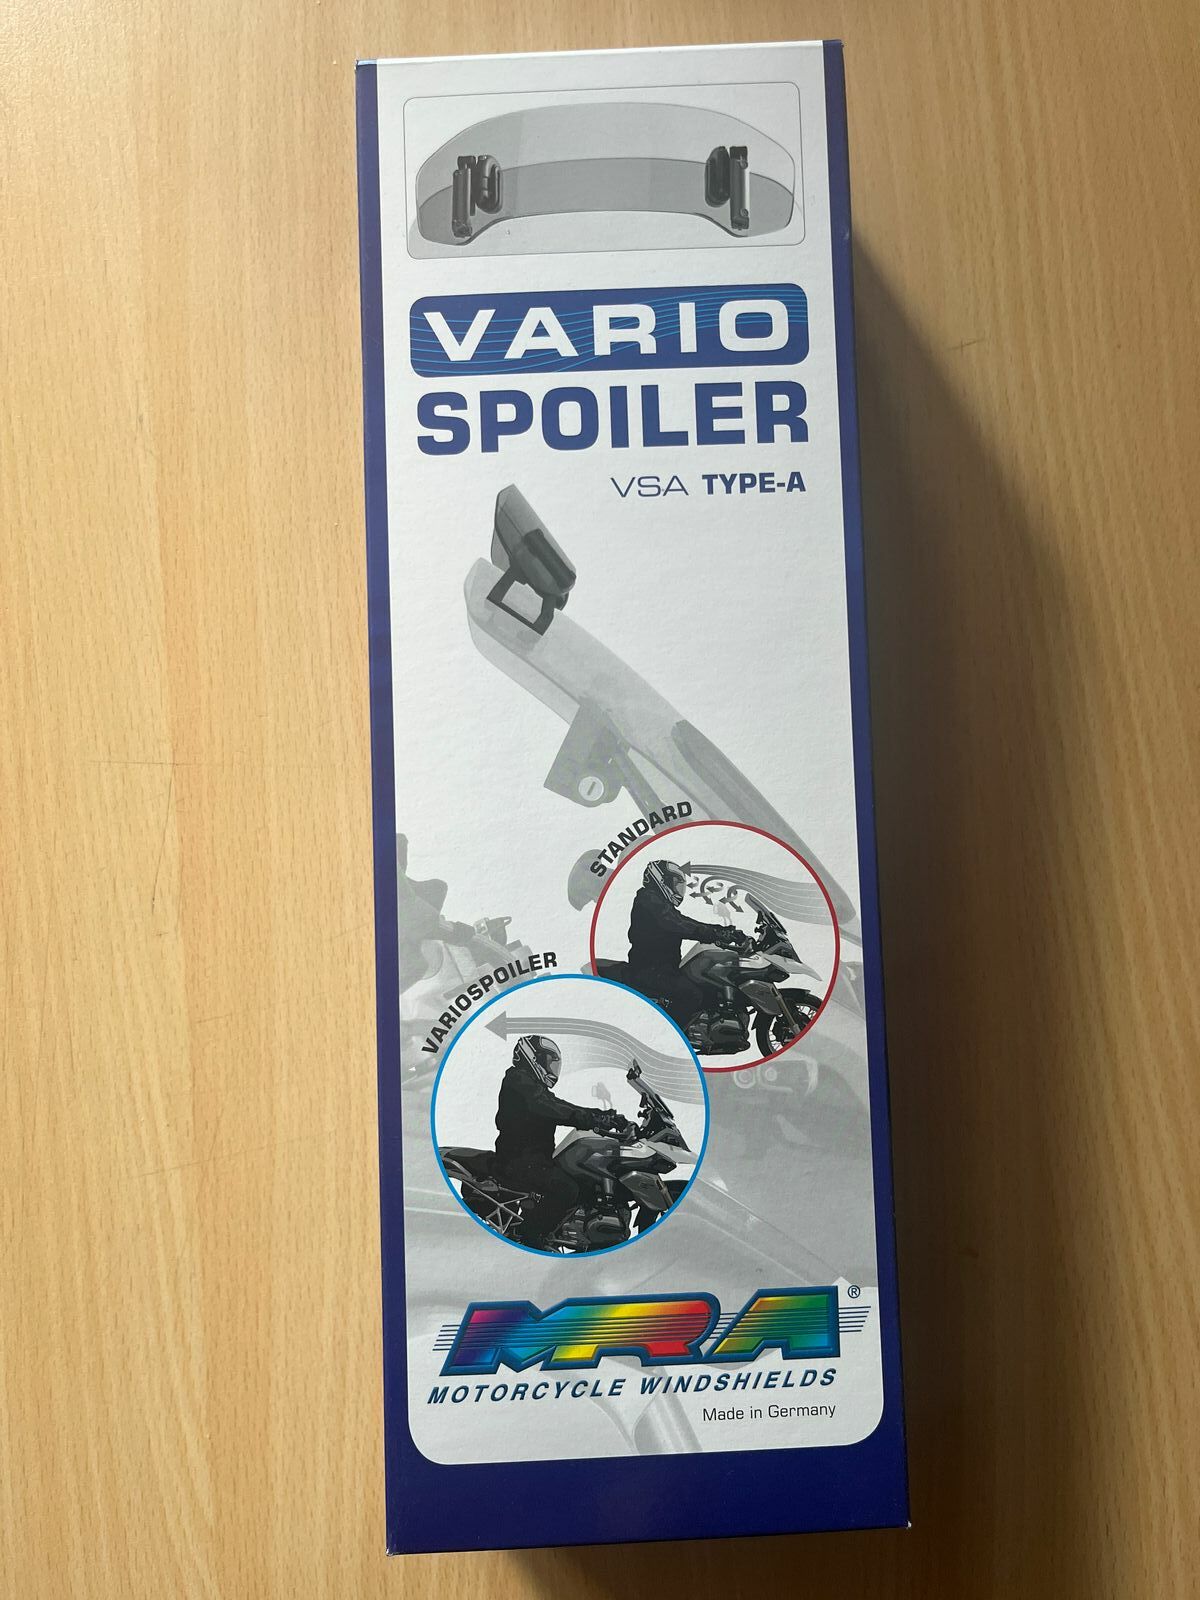 VARIO
SPOILER
VSA TYPE-A
STANDARD
VARIOSPOILER
MRA®
MOTORCYCLE WINDSHIELDS
Made in Germany